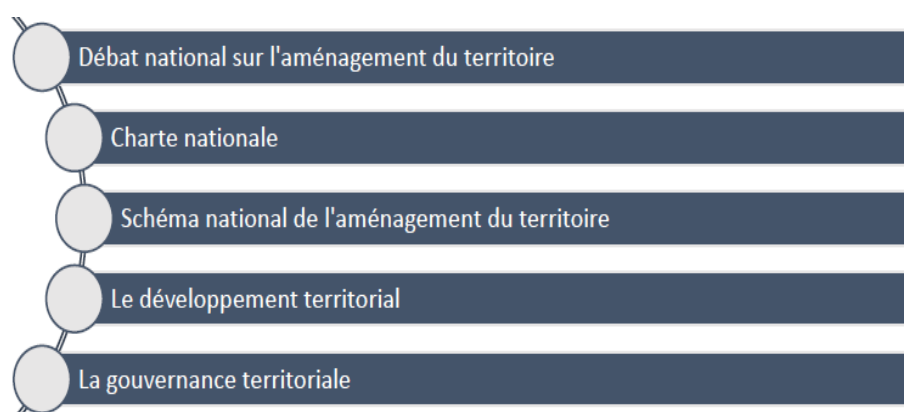 Débat national sur l'aménagement du territoire
Charte nationale
Schéma national de l'aménagement du territoire
Le développement territorial
La gouvernance territoriale